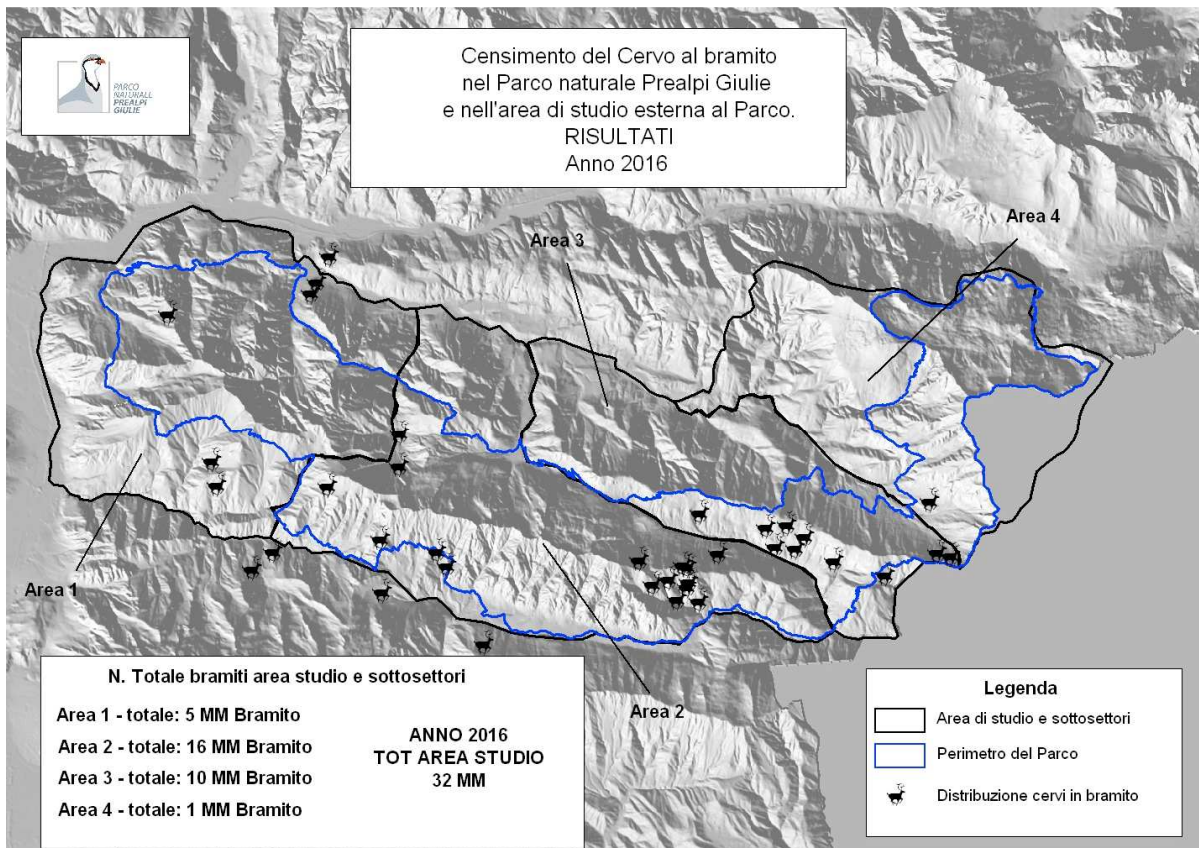 PARCO
NATURALE
PREALPI
GIULIE
Censimento del Cervo al bramito
nel Parco naturale Prealpi Giulie
e nell'area di studio esterna al Parco.
RISULTATI
Anno 2016
Area 4
Area 3
Area 1
Area 2
N. Totale bramiti area studio e sottosettori
Area 1 - totale: 5 MM Bramito
Area 2 - totale: 16 MM Bramito
Area 3 - totale: 10 MM Bramito
Area 4 - totale: 1 MM Bramito
ANNO 2016
TOT AREA STUDIO
32 MM
Legenda
Area di studio e sottosettori
Perimetro del Parco
Distribuzione cervi in bramito